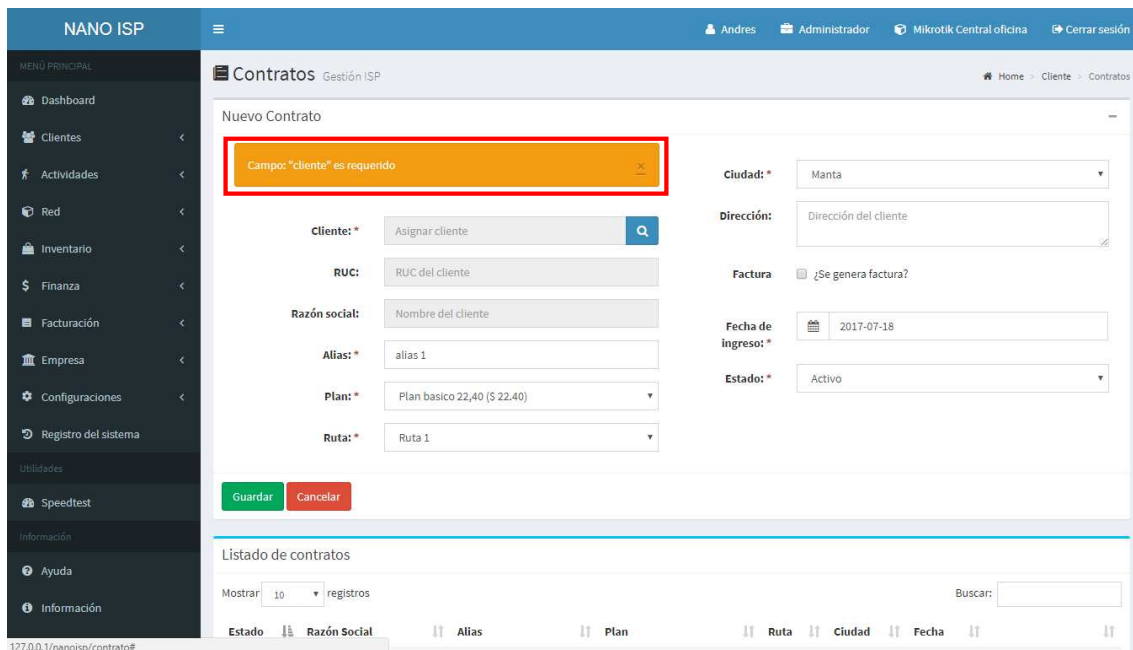 NANO ISP
Andres Administrador Mikrotik Central oficina Cerrar sesión
MENÚ PRINCIPAL
Dashboard
Clientes
Actividades
Red
Inventario
Finanza
Facturación
Empresa
Configuraciones
Registro del sistema
Utilidades
Speedtest
Información
Ayuda
Información
Contratos Gestión ISP
Home > Cliente > Contratos
Nuevo Contrato
Campo: "cliente" es requerido ×
Cliente: * Asignar cliente
RUC: RUC del cliente
Razón social: Nombre del cliente
Alias: * alias 1
Plan: * Plan basico 22,40 ($ 22.40)
Ruta: * Ruta 1
Ciudad: * Manta
Dirección: Dirección del cliente
Factura ¿Se genera factura?
Fecha de
ingreso: * 2017-07-18
Estado: * Activo
Guardar Cancelar
Listado de contratos
Mostrar 10 registros Buscar:
Estado Razón Social Alias Plan Ruta Ciudad Fecha
127.0.0.1/nanoisp/contrato#